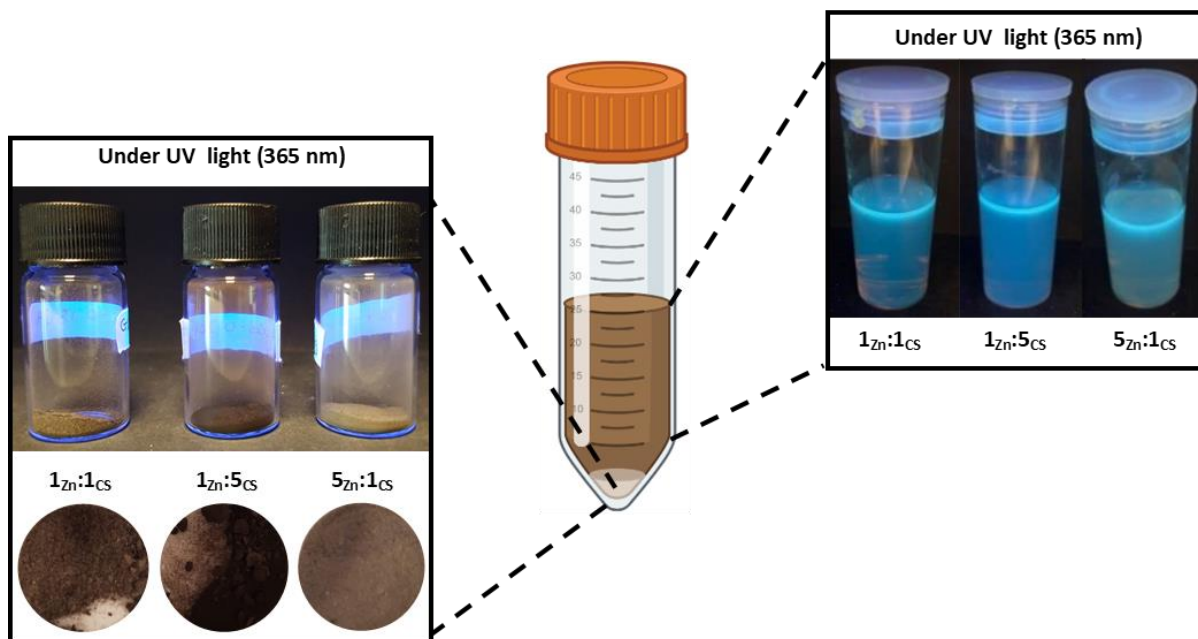 Under UV light (365 nm)
1Zn:1CS
1Zn:5CS
5Zn:1CS
45
40
35
30
25
20
15
10
Under UV light (365 nm)
1Zn:1CS
1Zn:5CS
5Zn:1CS